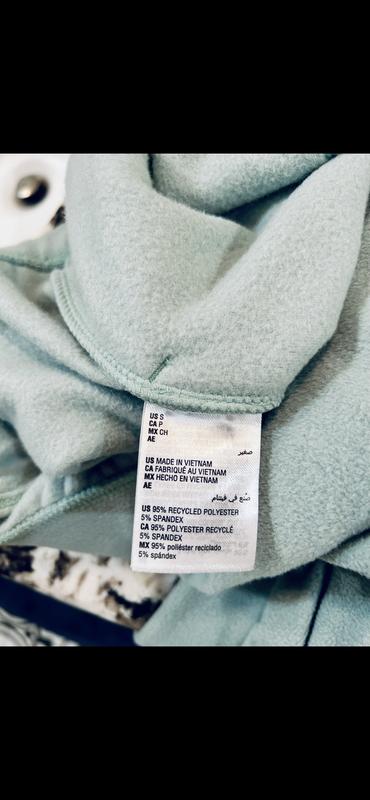 US S
CA P
MX CH
AE
صغير
US MADE IN VIETNAM
CA FABRIQUÉ AU VIETNAM
MX HECHO EN VIETNAM
AE
صُنع في فيتنام
US 95% RECYCLED POLYESTER
5% SPANDEX
CA 95% POLYESTER RECYCLÉ
5% SPANDEX
MX 95% poliéster reciclado
5% spándex